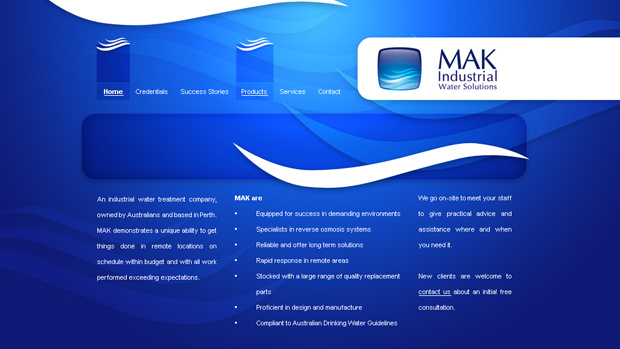 MAK
Industrial
Water Solutions
Home Credentials Success Stories Products Services Contact
An industrial water treatment company,
owned by Australians and based in Perth.
MAK demonstrates a unique ability to get
things done in remote locations on
schedule within budget and with all work
performed exceeding expectations.
MAK are
• Equipped for success in demanding environments
• Specialists in reverse osmosis systems
• Reliable and offer long term solutions
• Rapid response in remote areas
• Stocked with a large range of quality replacement
parts
• Proficient in design and manufacture
• Compliant to Australian Drinking Water Guidelines
We go on-site to meet your staff
to give practical advice and
assistance where and when
you need it.
New clients are welcome to
contact us about an initial free
consultation.